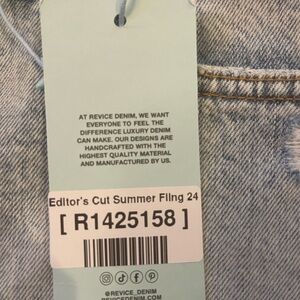 AT REVICE DENIM, WE WANT
EVERYONE TO FEEL THE
DIFFERENCE LUXURY DENIM
CAN MAKE. OUR DESIGNS ARE
HANDCRAFTED WITH THE
HIGHEST QUALITY MATERIAL
AND MANUFACTURED BY US.
Editor's Cut Summer Fling 24
[ R1425158 ]
@REVICE_DENIM
REVICEDENIM.COM